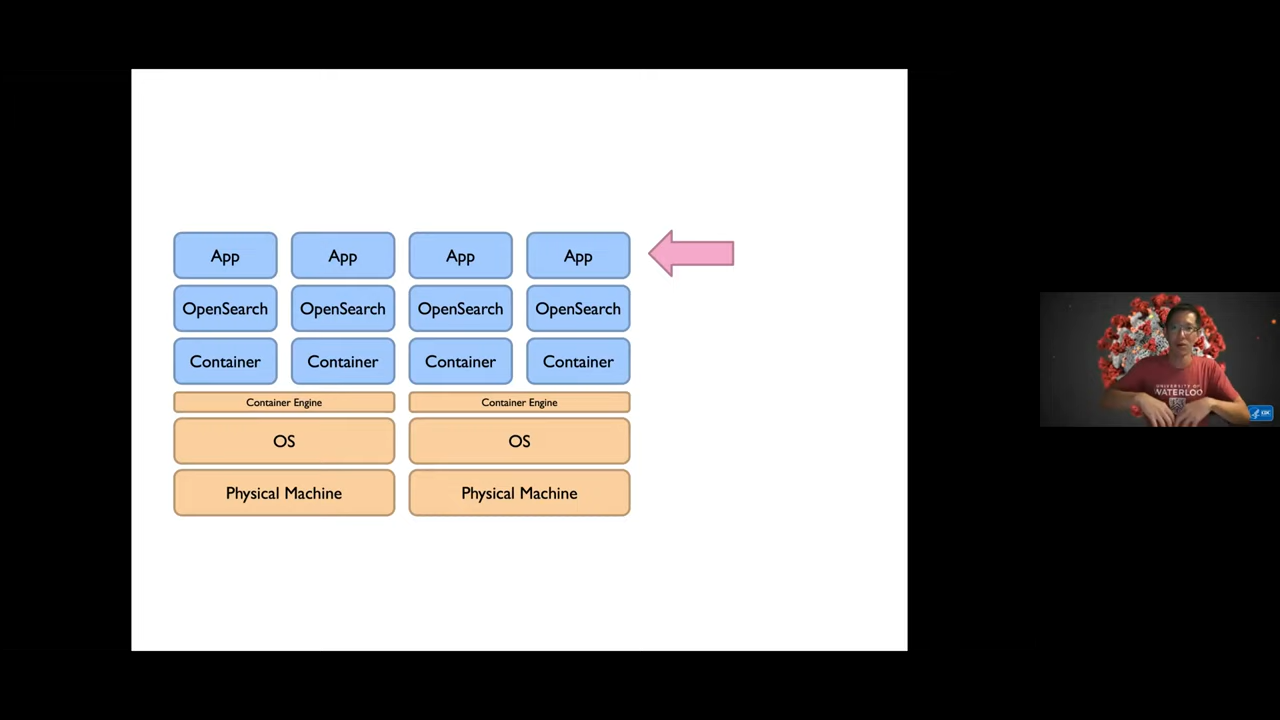 App App App App
OpenSearch OpenSearch OpenSearch OpenSearch
Container Container Container Container
Container Engine Container Engine
OS OS
Physical Machine Physical Machine
UNIVERSITY OF
WATERLOO
CDC